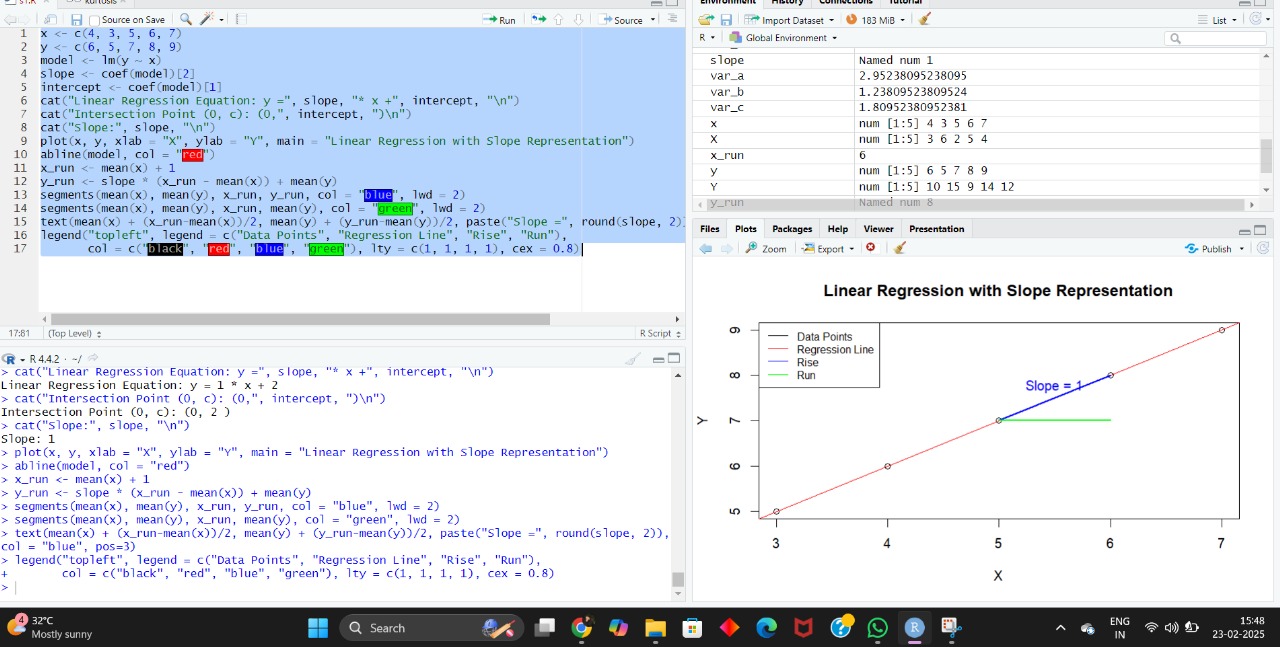 Source on Save Run Source
1 x <- c(4, 3, 5, 6, 7)
2 y <- c(6, 5, 7, 8, 9)
3 model <- lm(y ~ x)
4 slope <- coef(model)[2]
5 intercept <- coef(model)[1]
6 cat("Linear Regression Equation: y =", slope, "* x +", intercept, "\n")
7 cat("Intersection Point (0, c): (0,", intercept, ")\n")
8 cat("Slope:", slope, "\n")
9 plot(x, y, xlab = "X", ylab = "Y", main = "Linear Regression with Slope Representation")
10 abline(model, col = "red")
11 x_run <- mean(x) + 1
12 y_run <- slope * (x_run - mean(x)) + mean(y)
13 segments(mean(x), mean(y), x_run, y_run, col = "blue", lwd = 2)
14 segments(mean(x), mean(y), x_run, mean(y), col = "green", lwd = 2)
15 text(mean(x) + (x_run-mean(x))/2, mean(y) + (y_run-mean(y))/2, paste("Slope =", round(slope, 2)
16 legend("topleft", legend = c("Data Points", "Regression Line", "Rise", "Run"),
17 col = c("black", "red", "blue", "green"), lty = c(1, 1, 1, 1), cex = 0.8)
17:81 (Top Level) R Script
R 4.4.2 · ~/
> cat("Linear Regression Equation: y =", slope, "* x +", intercept, "\n")
Linear Regression Equation: y = 1 * x + 2
> cat("Intersection Point (0, c): (0,", intercept, ")\n")
Intersection Point (0, c): (0, 2 )
> cat("Slope:", slope, "\n")
Slope: 1
> plot(x, y, xlab = "X", ylab = "Y", main = "Linear Regression with Slope Representation")
> abline(model, col = "red")
> x_run <- mean(x) + 1
> y_run <- slope * (x_run - mean(x)) + mean(y)
> segments(mean(x), mean(y), x_run, y_run, col = "blue", lwd = 2)
> segments(mean(x), mean(y), x_run, mean(y), col = "green", lwd = 2)
> text(mean(x) + (x_run-mean(x))/2, mean(y) + (y_run-mean(y))/2, paste("Slope =", round(slope, 2)),
col = "blue", pos=3)
> legend("topleft", legend = c("Data Points", "Regression Line", "Rise", "Run"),
+ col = c("black", "red", "blue", "green"), lty = c(1, 1, 1, 1), cex = 0.8)
>
Environment History Connections Tutorial
Import Dataset 183 MiB List
R Global Environment
slope Named num 1
var_a 2.95238095238095
var_b 1.23809523809524
var_c 1.80952380952381
x num [1:5] 4 3 5 6 7
X num [1:5] 3 6 2 5 4
x_run 6
y num [1:5] 6 5 7 8 9
Y num [1:5] 10 15 9 14 12
y_run Named num 8
Files Plots Packages Help Viewer Presentation
Zoom Export Publish
Linear Regression with Slope Representation
Data Points
Regression Line
Rise
Run
Slope = 1
9
8
7
6
5
Y
3 4 5 6 7
X
4
32°C
Mostly sunny
Search
ENG
IN
15:48
23-02-2025